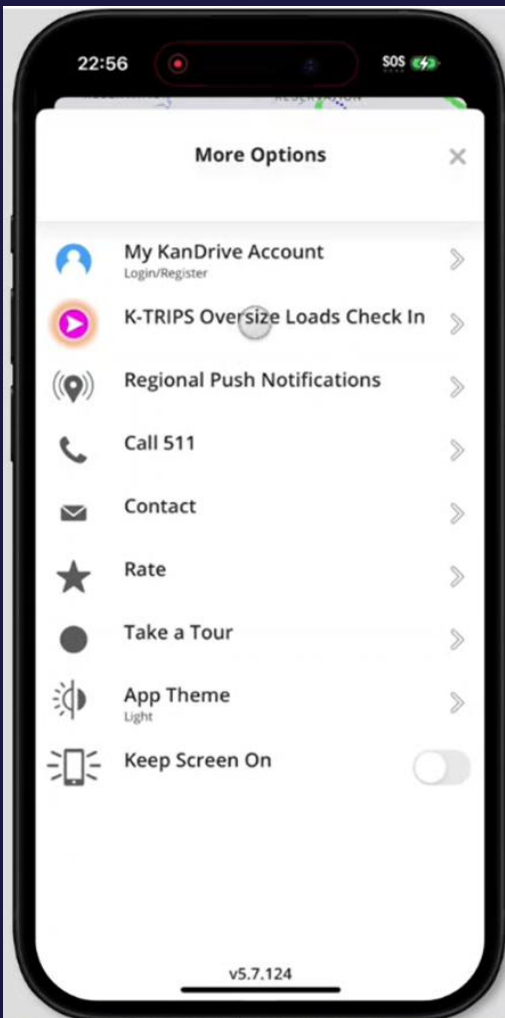 22:56
SOS
RESERVATION
More Options
My KanDrive Account
Login/Register
K-TRIPS Oversize Loads Check In
Regional Push Notifications
Call 511
Contact
Rate
Take a Tour
App Theme
Light
Keep Screen On
v5.7.124